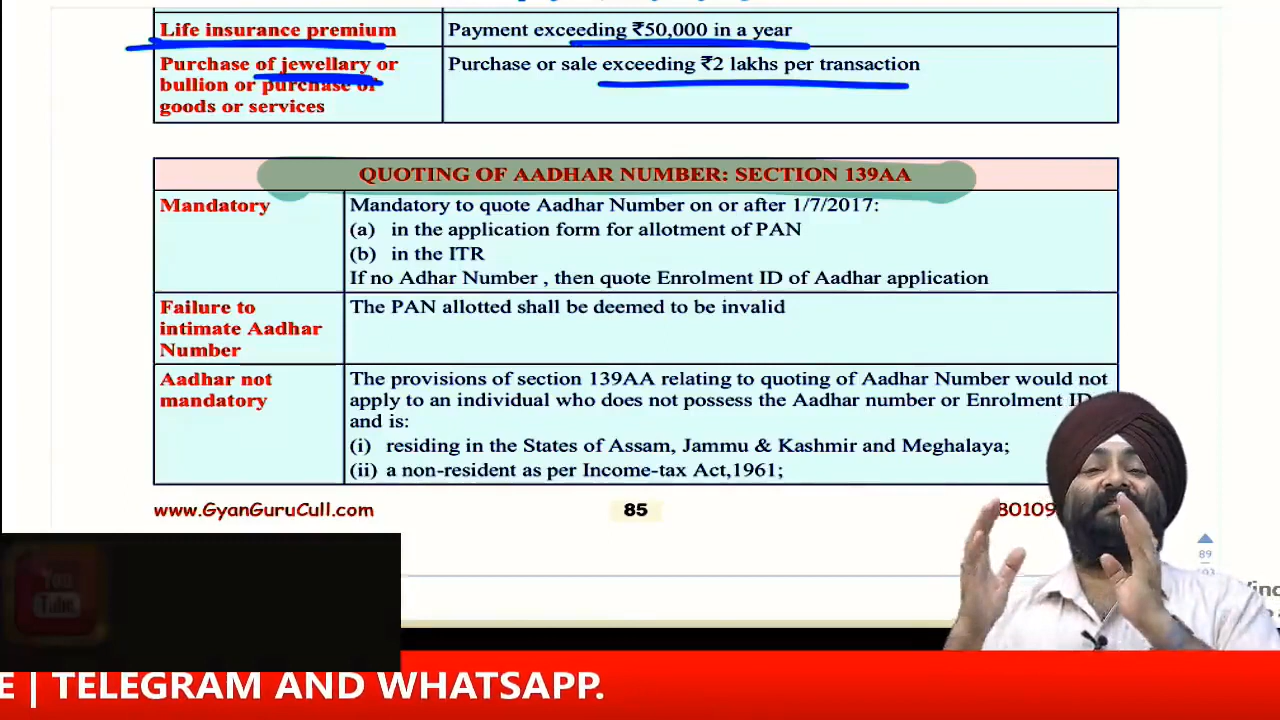 Life insurance premium
Payment exceeding ₹50,000 in a year
Purchase of jewellary or
bullion or purchase of
goods or services
Purchase or sale exceeding ₹2 lakhs per transaction
QUOTING OF AADHAR NUMBER: SECTION 139AA
Mandatory
Mandatory to quote Aadhar Number on or after 1/7/2017:
(a) in the application form for allotment of PAN
(b) in the ITR
If no Adhar Number , then quote Enrolment ID of Aadhar application
Failure to
intimate Aadhar
Number
The PAN allotted shall be deemed to be invalid
Aadhar not
mandatory
The provisions of section 139AA relating to quoting of Aadhar Number would not
apply to an individual who does not possess the Aadhar number or Enrolment ID
and is:
(i) residing in the States of Assam, Jammu & Kashmir and Meghalaya;
(ii) a non-resident as per Income-tax Act,1961;
www.GyanGuruCull.com
85
80109
89
You
Tube
E | TELEGRAM AND WHATSAPP.